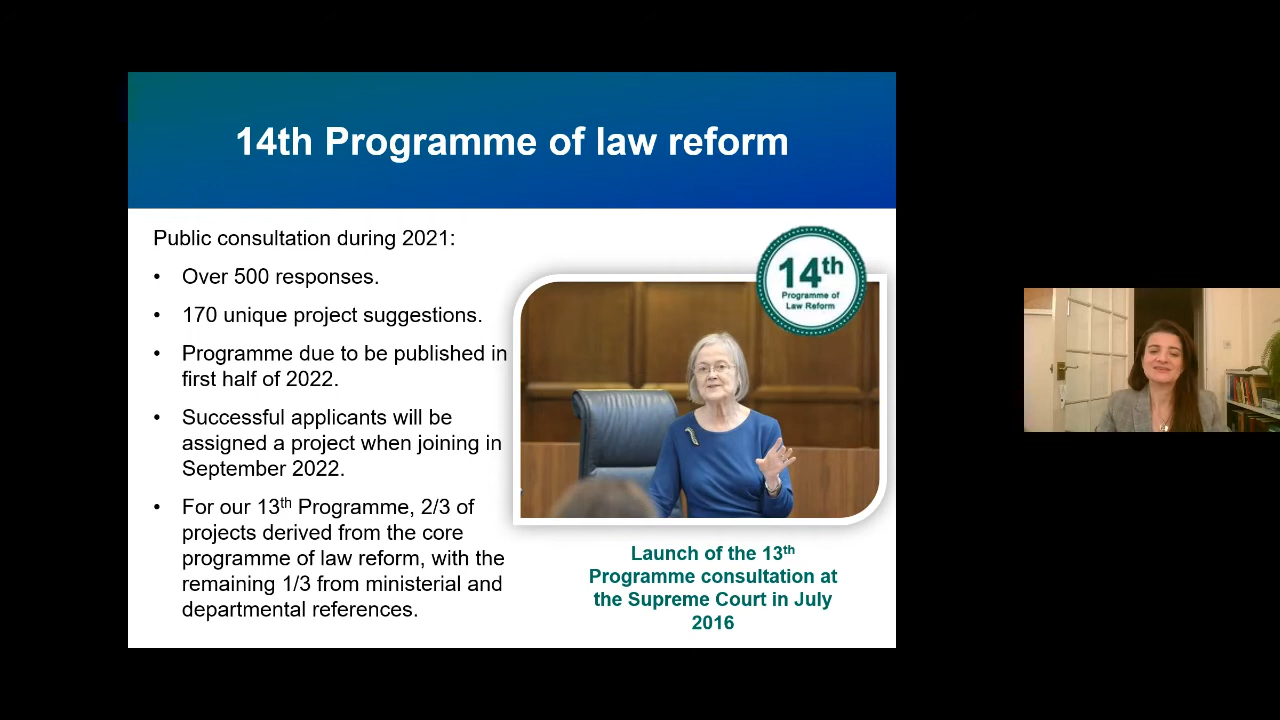 14th Programme of law reform
Public consultation during 2021:
• Over 500 responses.
• 170 unique project suggestions.
• Programme due to be published in
first half of 2022.
• Successful applicants will be
assigned a project when joining in
September 2022.
• For our 13th Programme, 2/3 of
projects derived from the core
programme of law reform, with the
remaining 1/3 from ministerial and
departmental references.
14th
Programme of
Law Reform
Launch of the 13th
Programme consultation at
the Supreme Court in July
2016